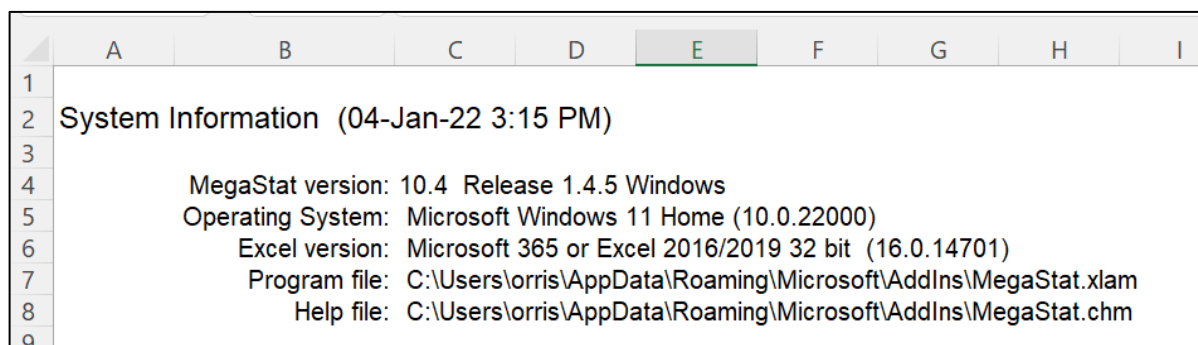 A B C D E F G H I
1
2 System Information (04-Jan-22 3:15 PM)
3
4 MegaStat version: 10.4 Release 1.4.5 Windows
5 Operating System: Microsoft Windows 11 Home (10.0.22000)
6 Excel version: Microsoft 365 or Excel 2016/2019 32 bit (16.0.14701)
7 Program file: C:\Users\orris\AppData\Roaming\Microsoft\AddIns\MegaStat.xlam
8 Help file: C:\Users\orris\AppData\Roaming\Microsoft\AddIns\MegaStat.chm
9